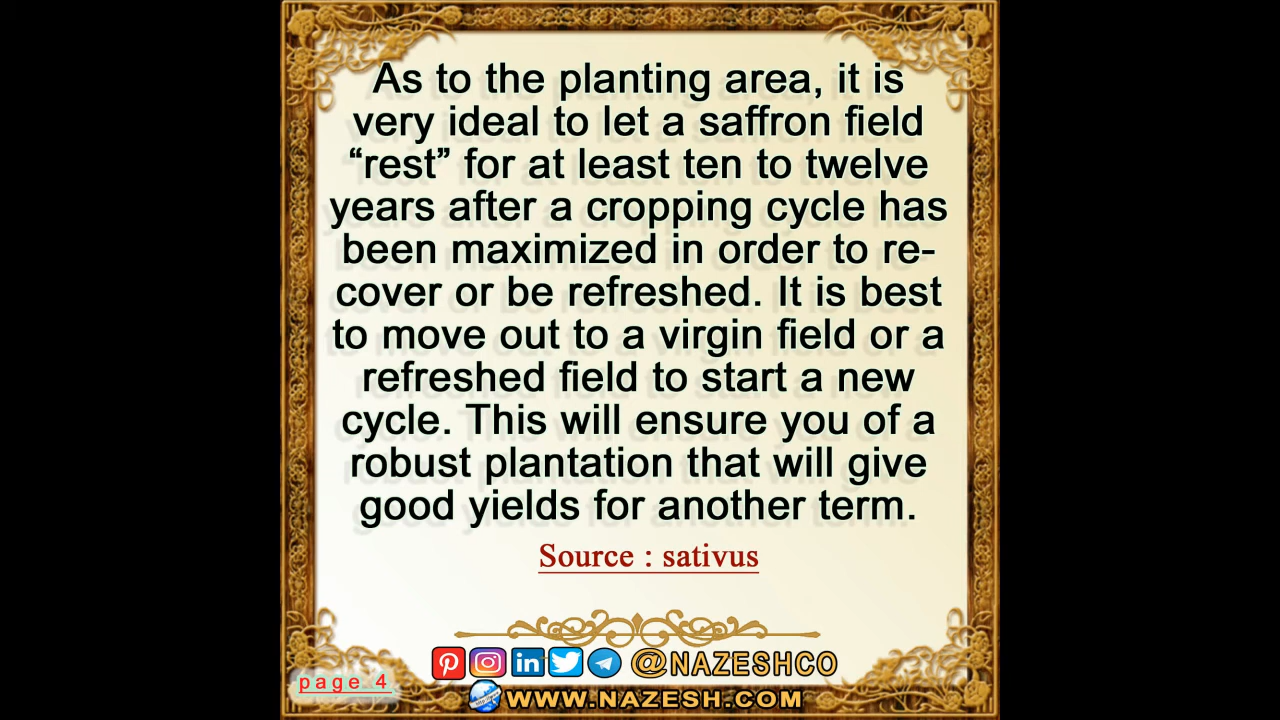 As to the planting area, it is
very ideal to let a saffron field
“rest” for at least ten to twelve
years after a cropping cycle has
been maximized in order to re-
cover or be refreshed. It is best
to move out to a virgin field or a
refreshed field to start a new
cycle. This will ensure you of a
robust plantation that will give
good yields for another term.
Source : sativus
@NAZESHCO
page 4
WWW.NAZESH.COM